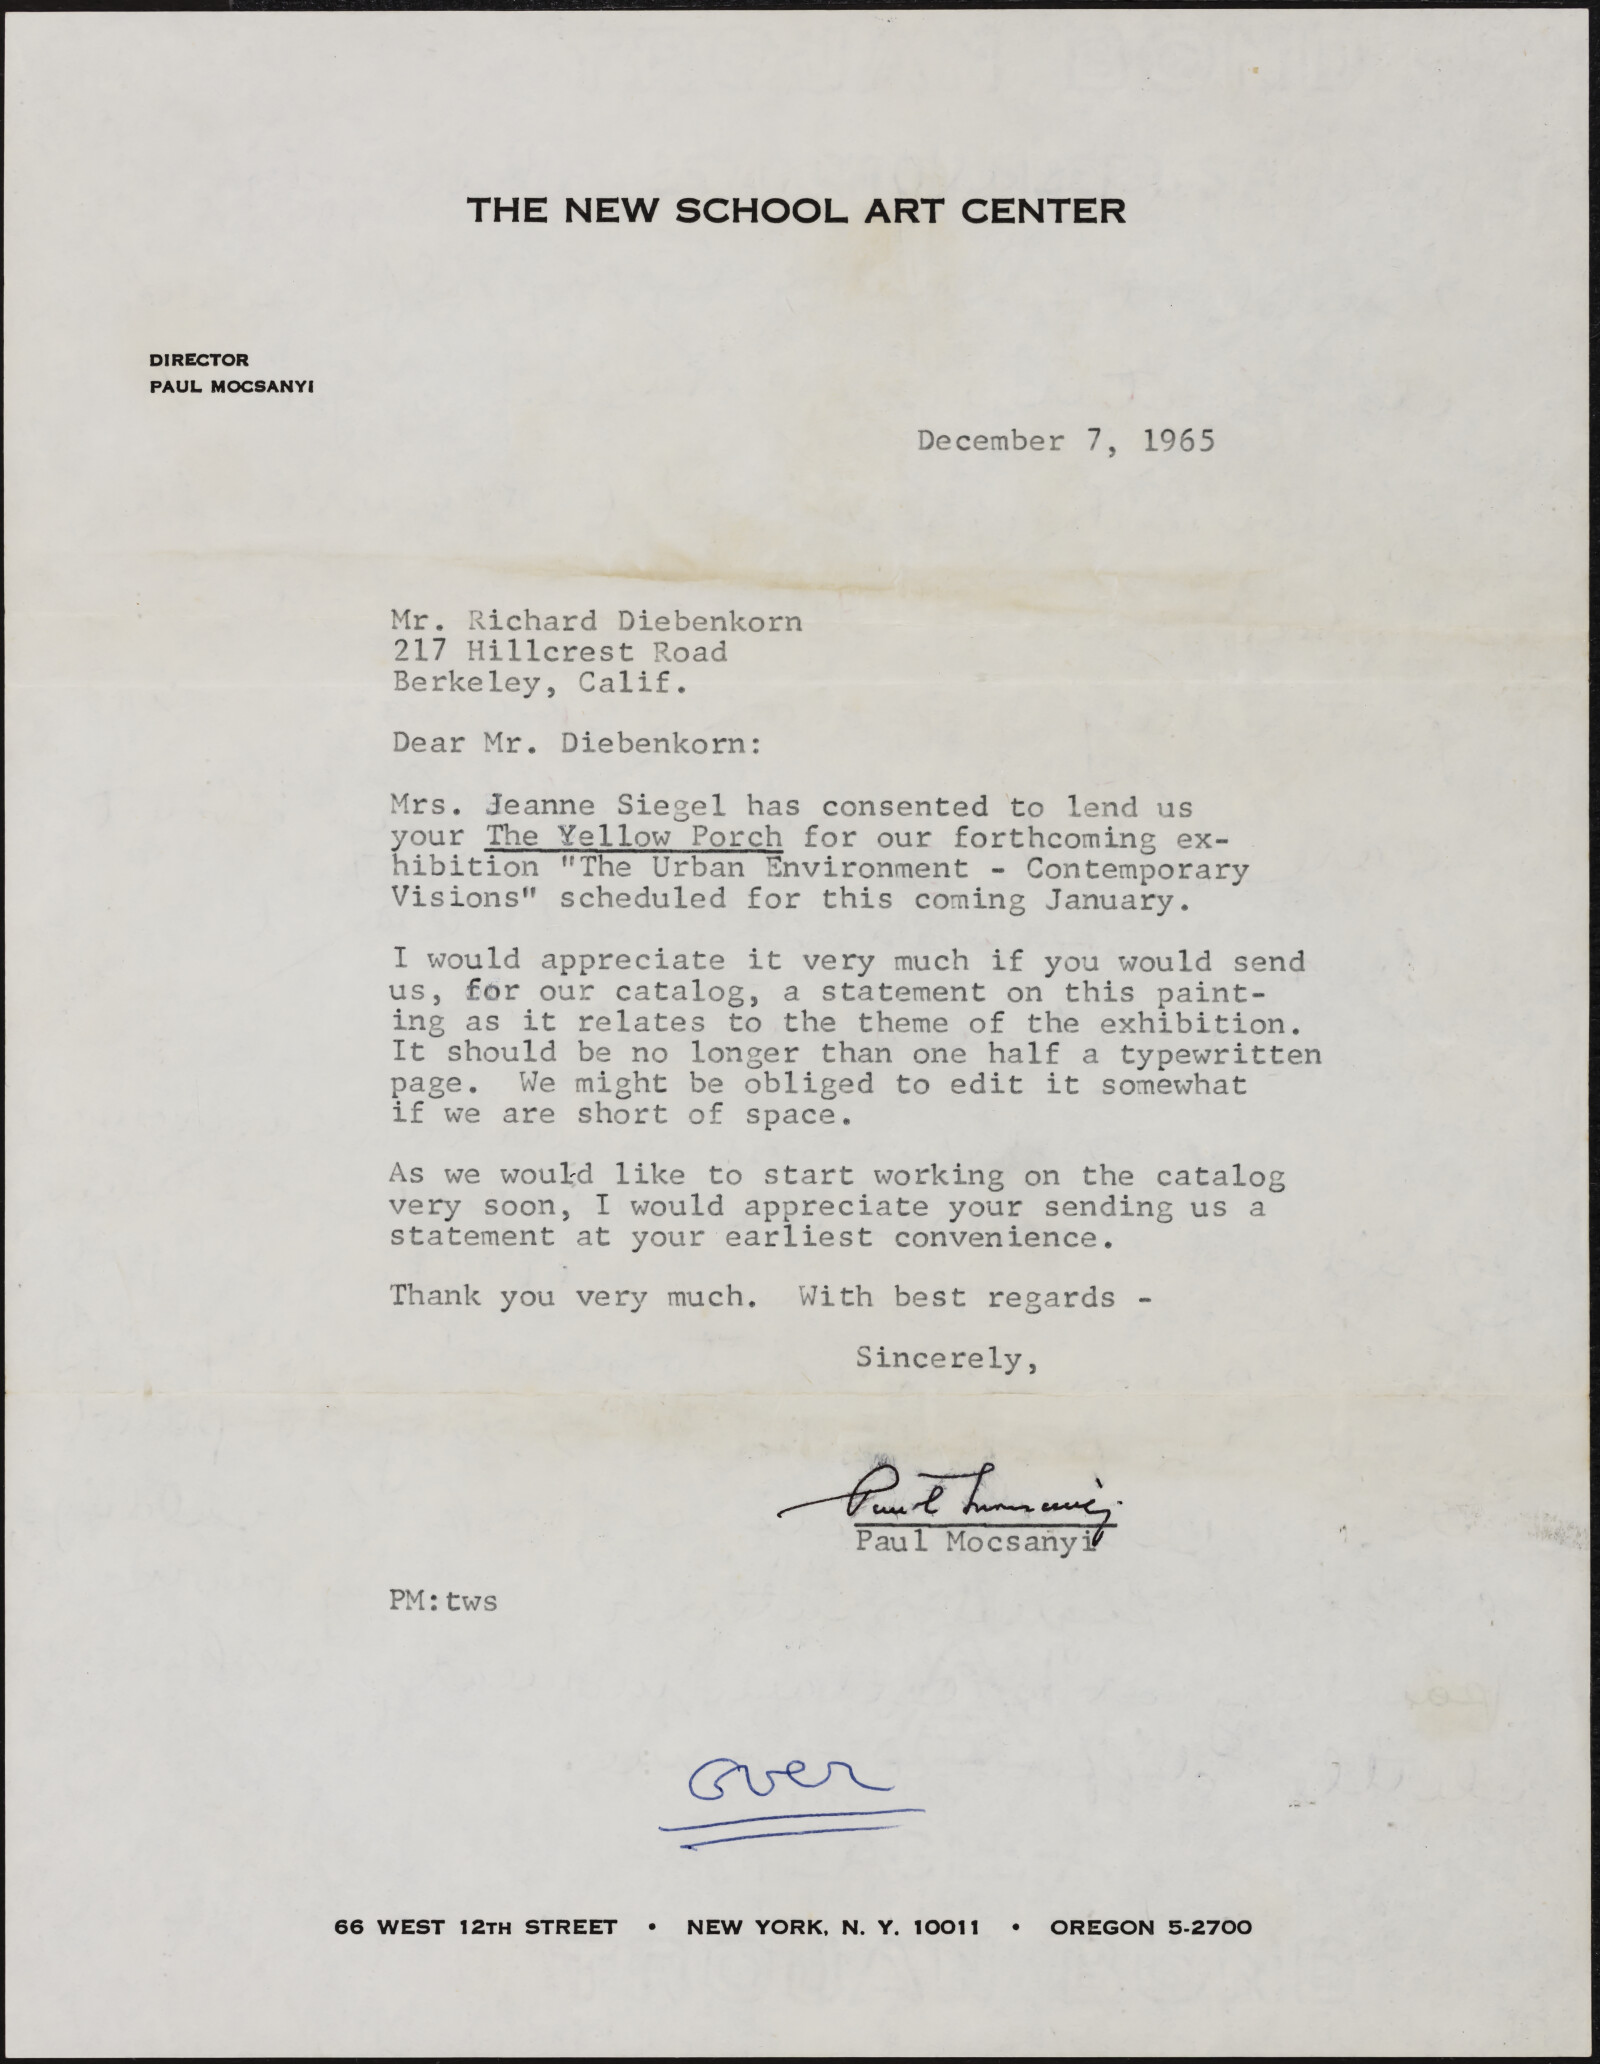 THE NEW SCHOOL ART CENTER
DIRECTOR
PAUL MOCSANYI
December 7, 1965
Mr. Richard Diebenkorn
217 Hillcrest Road
Berkeley, Calif.
Dear Mr. Diebenkorn:
Mrs. Jeanne Siegel has consented to lend us
your The Yellow Porch for our forthcoming ex-
hibition "The Urban Environment - Contemporary
Visions" scheduled for this coming January.
I would appreciate it very much if you would send
us, for our catalog, a statement on this paint-
ing as it relates to the theme of the exhibition.
It should be no longer than one half a typewritten
page.  We might be obliged to edit it somewhat
if we are short of space.
As we would like to start working on the catalog
very soon, I would appreciate your sending us a
statement at your earliest convenience.
Thank you very much.  With best regards -
Sincerely,
Paul Mocsanyi
Paul Mocsanyi
PM:tws
over
66 WEST 12TH STREET • NEW YORK, N. Y. 10011 • OREGON 5-2700